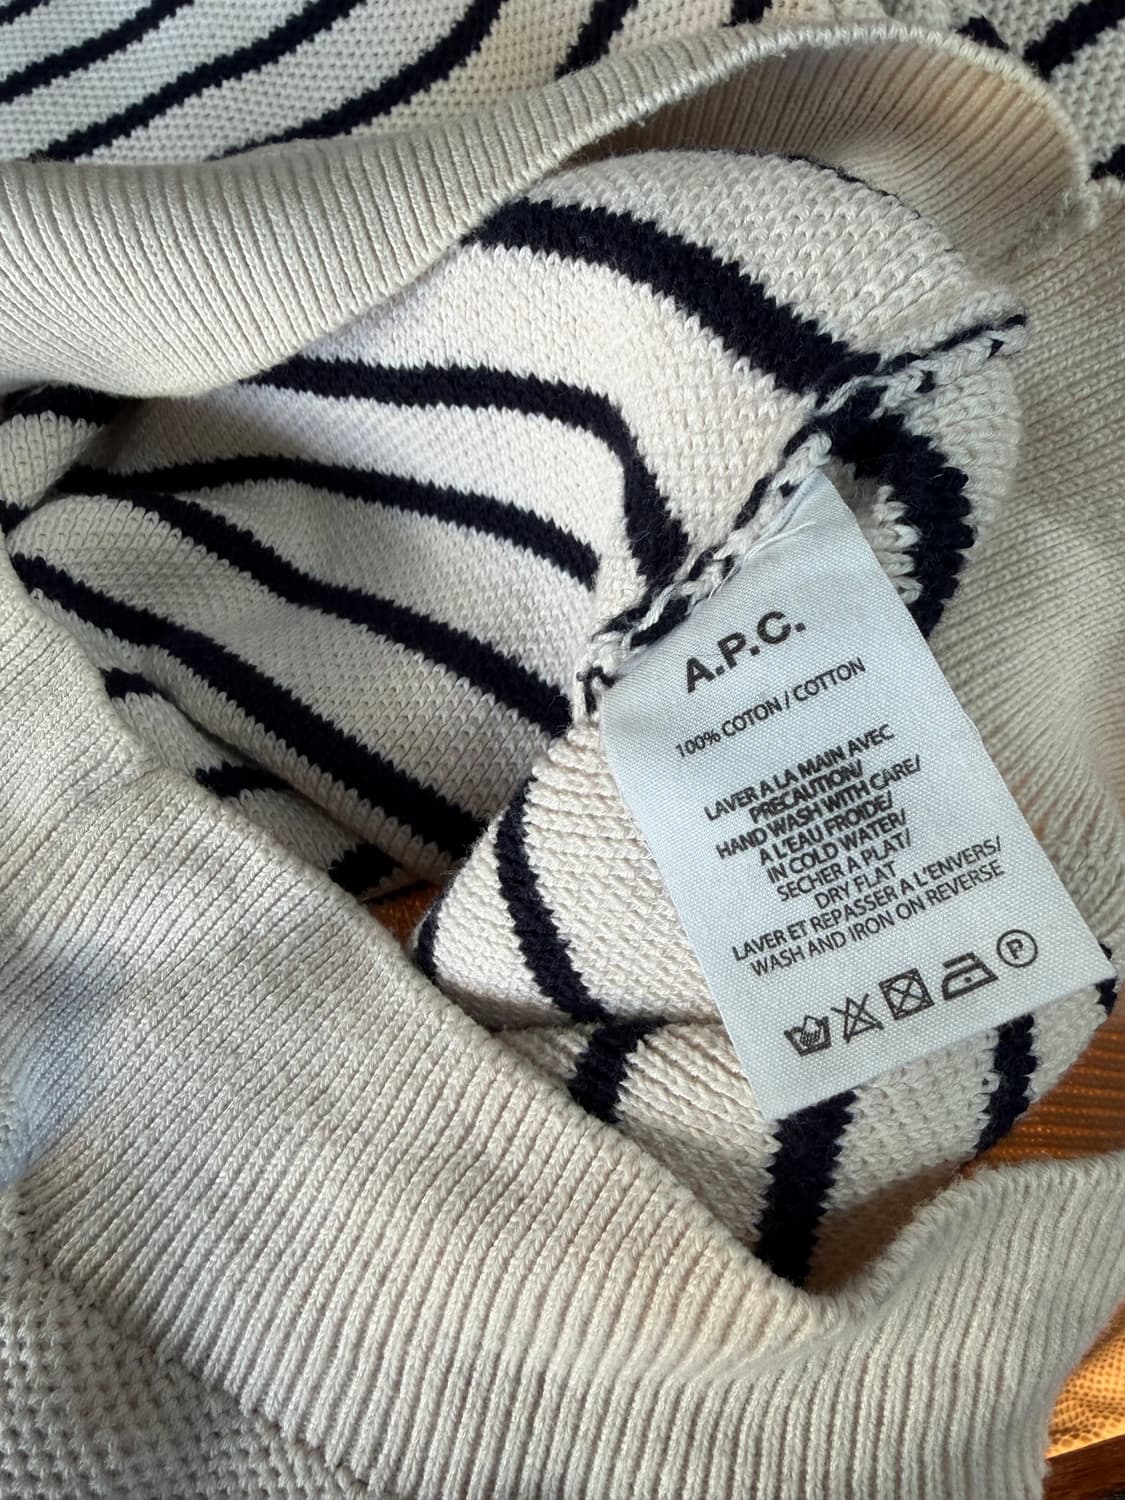 A.P.C.
100% COTON / COTTON
LAVER A LA MAIN AVEC
PRECAUTION/
HAND WASH WITH CARE/
A L'EAU FROIDE/
IN COLD WATER/
SECHER A PLAT/
DRY FLAT
LAVER ET REPASSER A L'ENVERS/
WASH AND IRON ON REVERSE
P